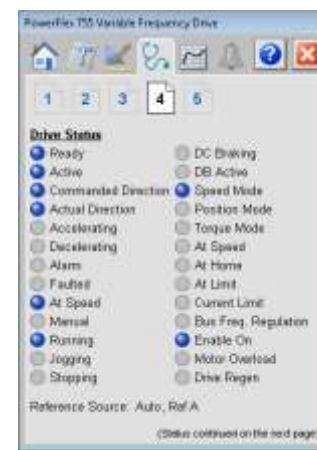 PowerFlex 755 Variable Frequency Drive
1 2 3 4 5
Drive Status
Ready DC Braking
Active DB Active
Commanded Direction Speed Mode
Actual Direction Position Mode
Accelerating Torque Mode
Decelerating At Speed
Alarm At Home
Faulted At Limit
At Speed Current Limit
Manual Bus Freq. Regulation
Running Enable On
Jogging Motor Overload
Stopping Drive Regen
Reference Source: Auto, Ref A
(Status continued on the next page)